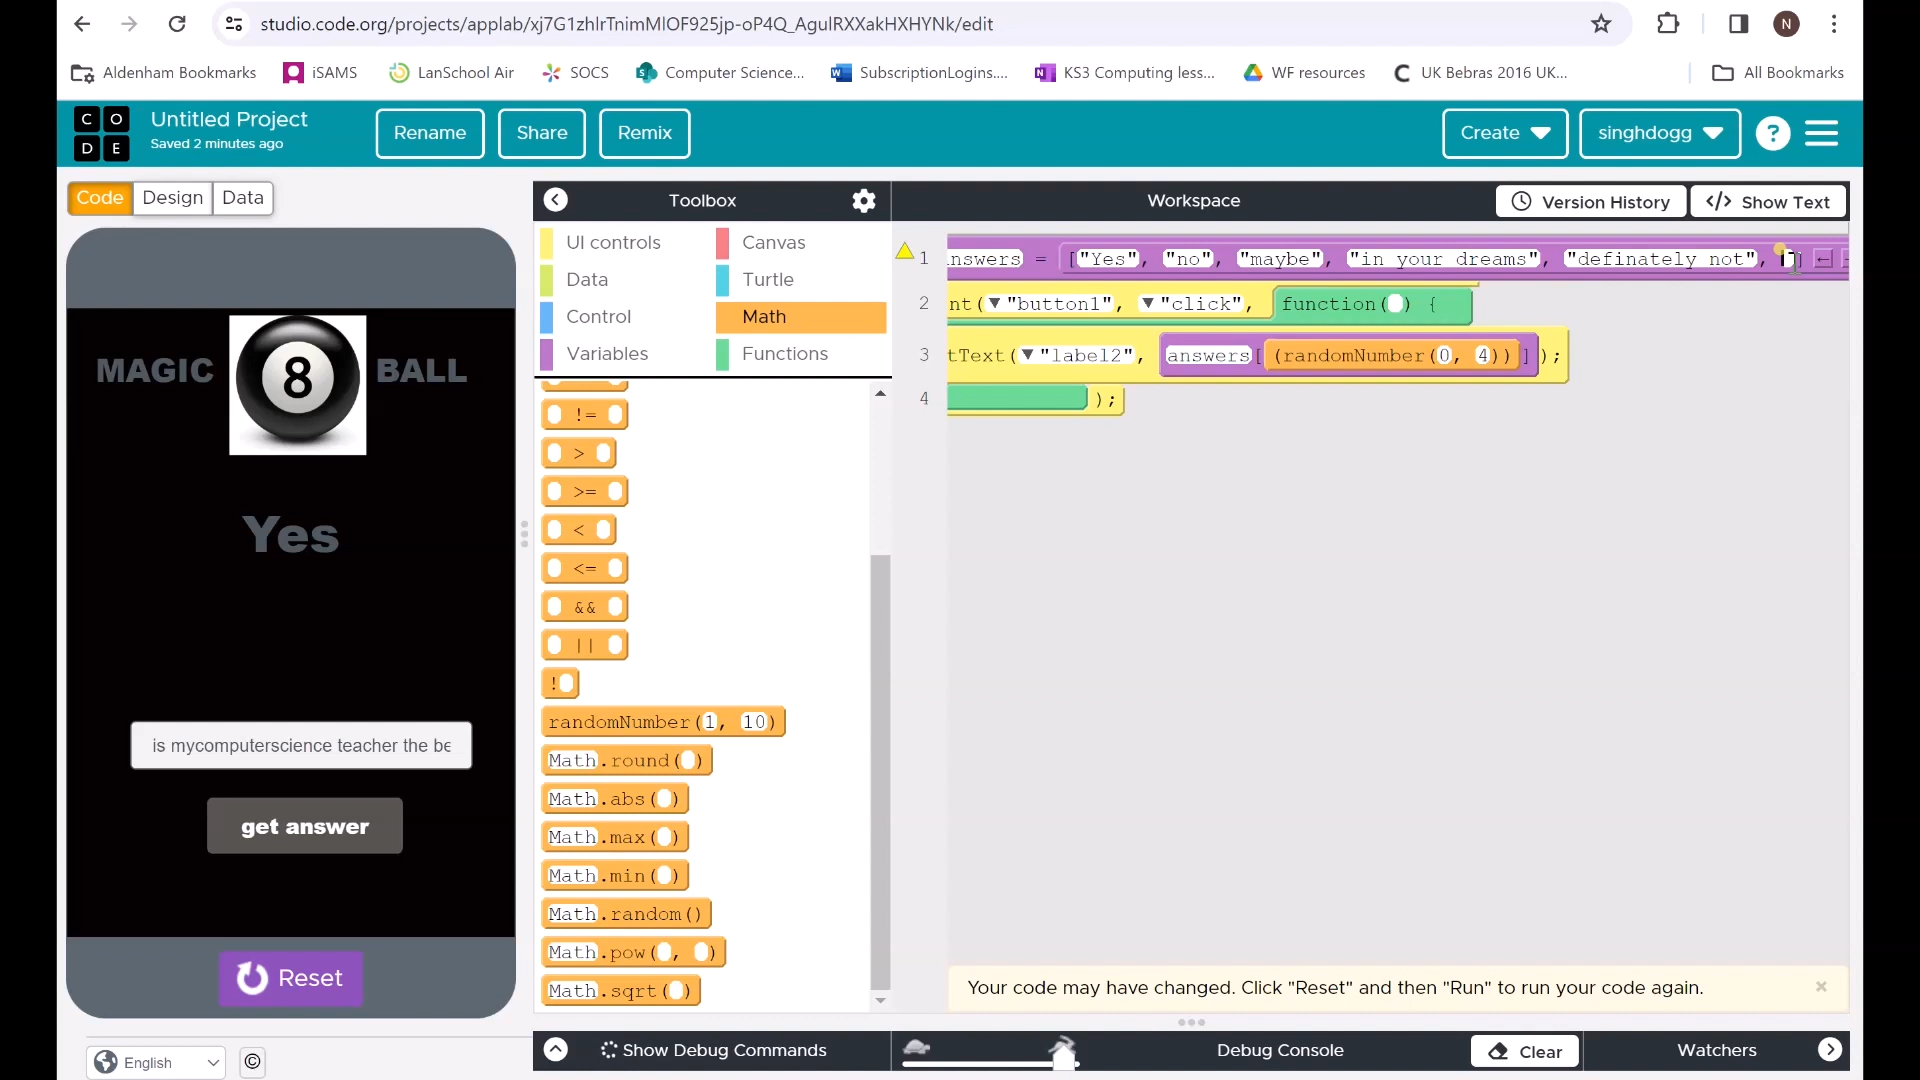 studio.code.org/projects/applab/xj7G1zhlrTnimMlOF925jp-oP4Q_AgulRXXakHXHYNk/edit
N
Aldenham Bookmarks
iSAMS
LanSchool Air
SOCS
Computer Science...
SubscriptionLogins....
KS3 Computing less...
WF resources
UK Bebras 2016 UK...
All Bookmarks
C O
D E
Untitled Project
Saved 2 minutes ago
Rename
Share
Remix
Create
singhdogg
?
Code
Design
Data
Toolbox
Workspace
Version History
</> Show Text
UI controls
Canvas
Data
Turtle
Control
Math
Variables
Functions
!=
>
>=
<
<=
&&
||
!
randomNumber(1, 10)
Math.round( )
Math.abs( )
Math.max( )
Math.min( )
Math.random()
Math.pow( , )
Math.sqrt( )
1 nswers = ["Yes", "no", "maybe", "in your dreams", "definately not", ]
2 nt( ▼ "button1", ▼ "click", function( ) {
3 tText( ▼ "label2", answers[(randomNumber(0, 4))]);
4 );
MAGIC 8 BALL
Yes
is mycomputerscience teacher the be
get answer
Reset
Your code may have changed. Click "Reset" and then "Run" to run your code again.
×
English
©
Show Debug Commands
Debug Console
Clear
Watchers